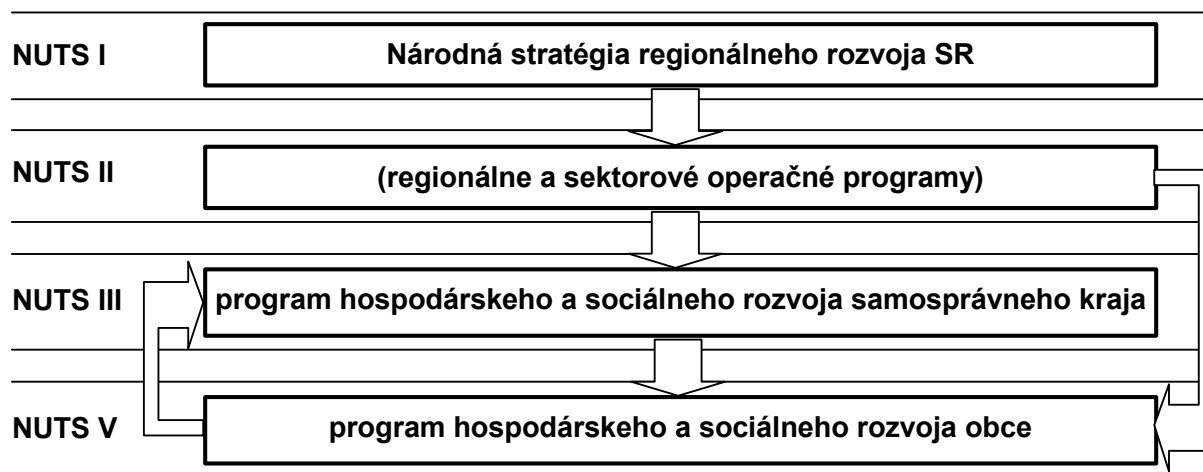 NUTS I Národná stratégia regionálneho rozvoja SR
NUTS II (regionálne a sektorové operačné programy)
NUTS III program hospodárskeho a sociálneho rozvoja samosprávneho kraja
NUTS V program hospodárskeho a sociálneho rozvoja obce